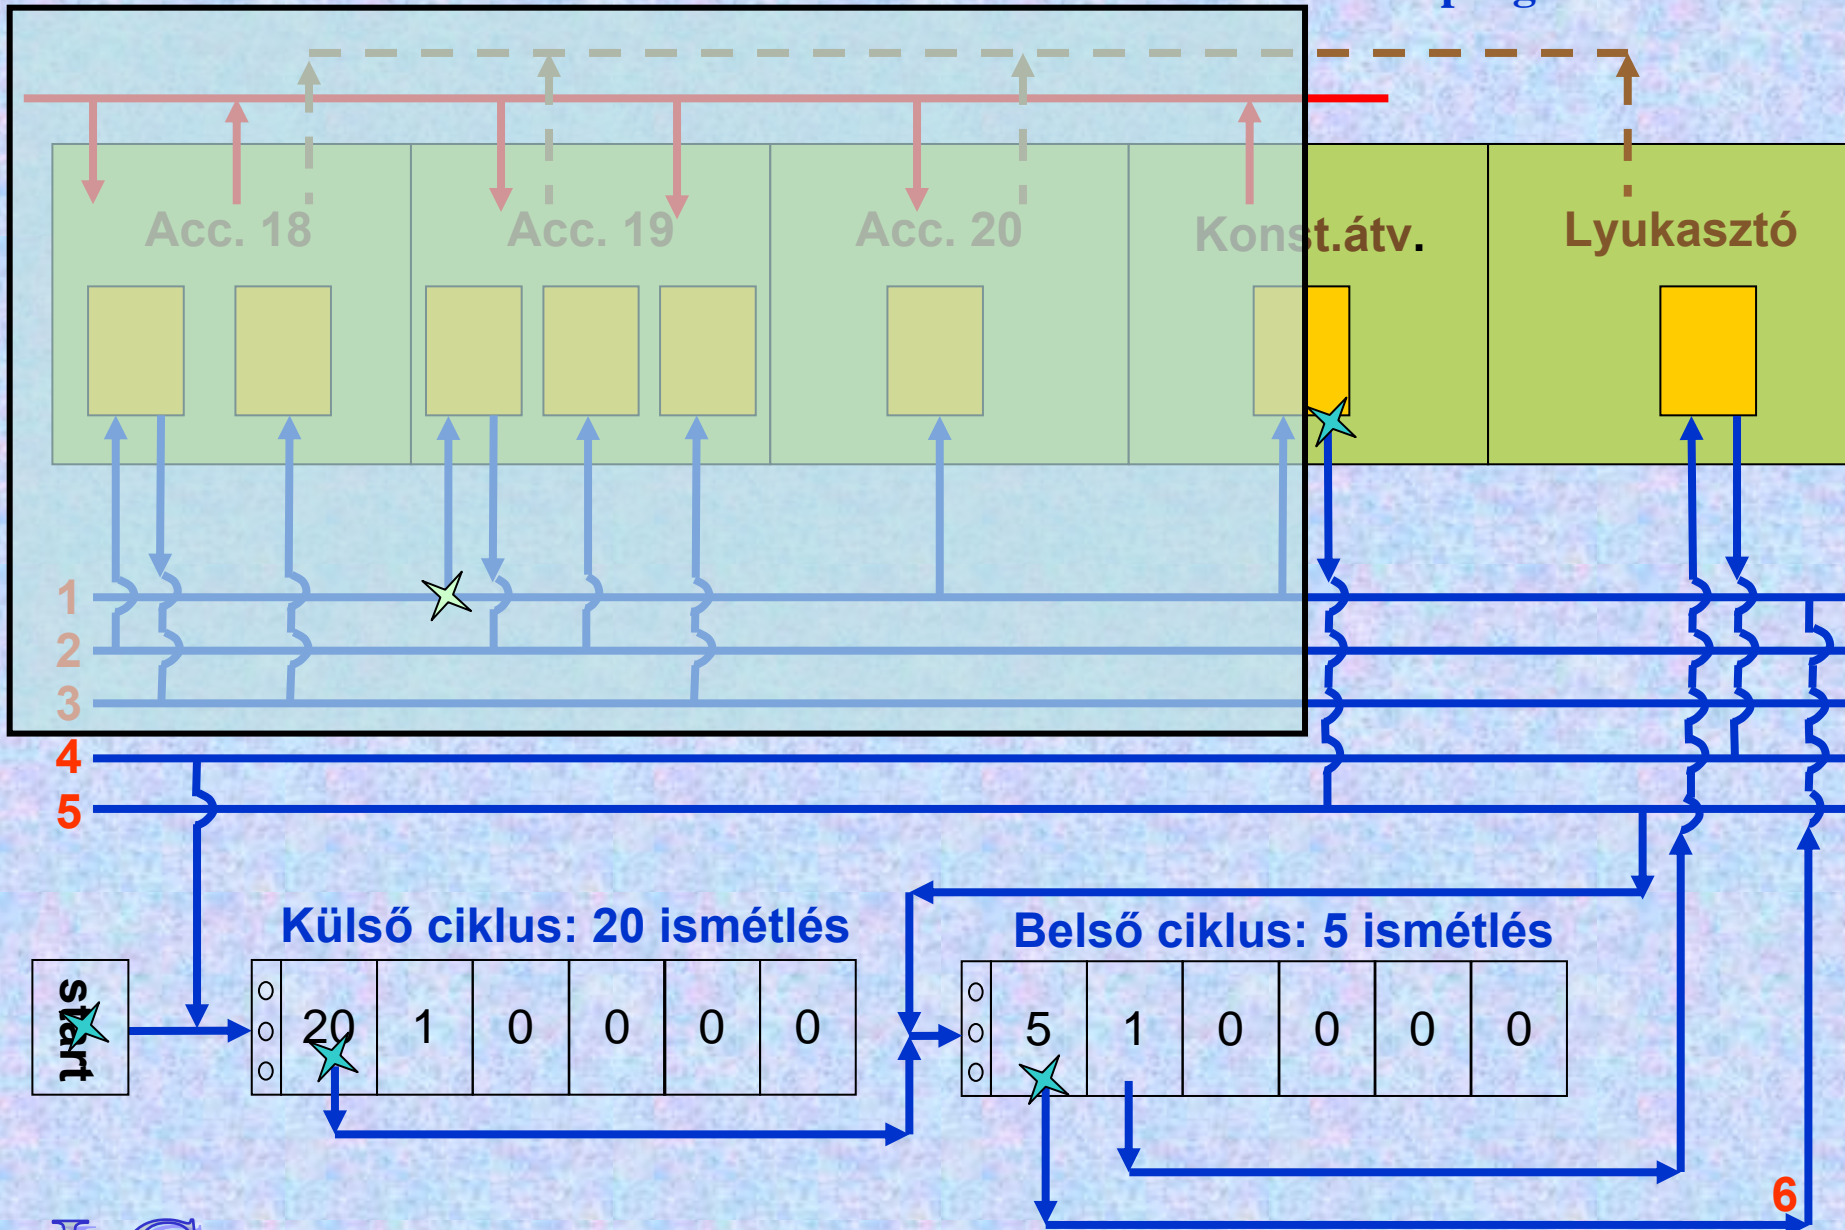 Acc. 18 Acc. 19 Acc. 20 Konst.átv. Lyukasztó
1
2
3
4
5
Külső ciklus: 20 ismétlés Belső ciklus: 5 ismétlés
start 20 1 0 0 0 0 5 1 0 0 0 0
6